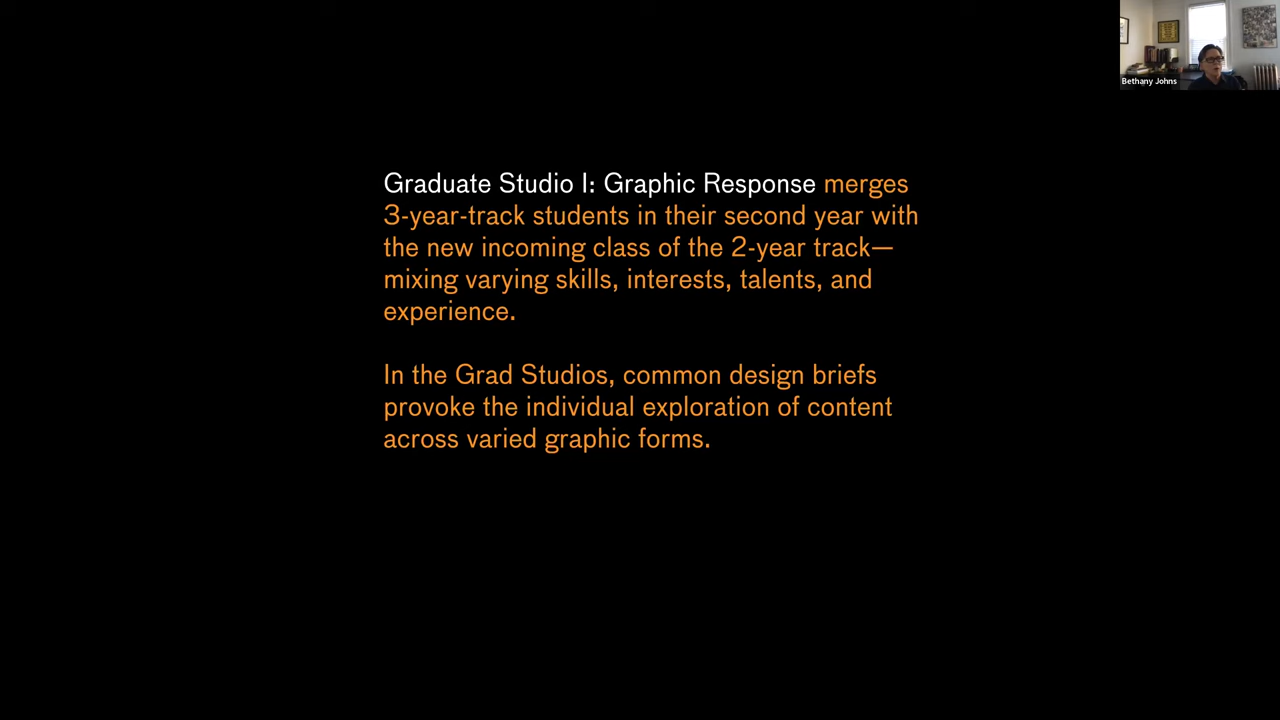 Bethany Johns
Graduate Studio I: Graphic Response merges
3-year-track students in their second year with
the new incoming class of the 2-year track—
mixing varying skills, interests, talents, and
experience.
In the Grad Studios, common design briefs
provoke the individual exploration of content
across varied graphic forms.